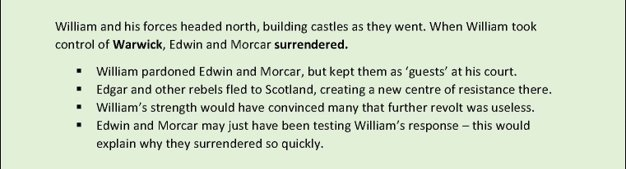 William and his forces headed north, building castles as they went. When William took
control of Warwick, Edwin and Morcar surrendered.
▪ William pardoned Edwin and Morcar, but kept them as ‘guests’ at his court.
▪ Edgar and other rebels fled to Scotland, creating a new centre of resistance there.
▪ William’s strength would have convinced many that further revolt was useless.
▪ Edwin and Morcar may just have been testing William’s response – this would
explain why they surrendered so quickly.